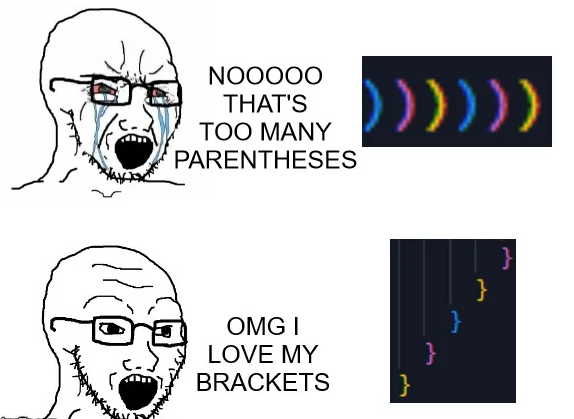 NOOOOO
THAT'S
TOO MANY
PARENTHESES
))))))
OMG I
LOVE MY
BRACKETS
}
}
}
}
}